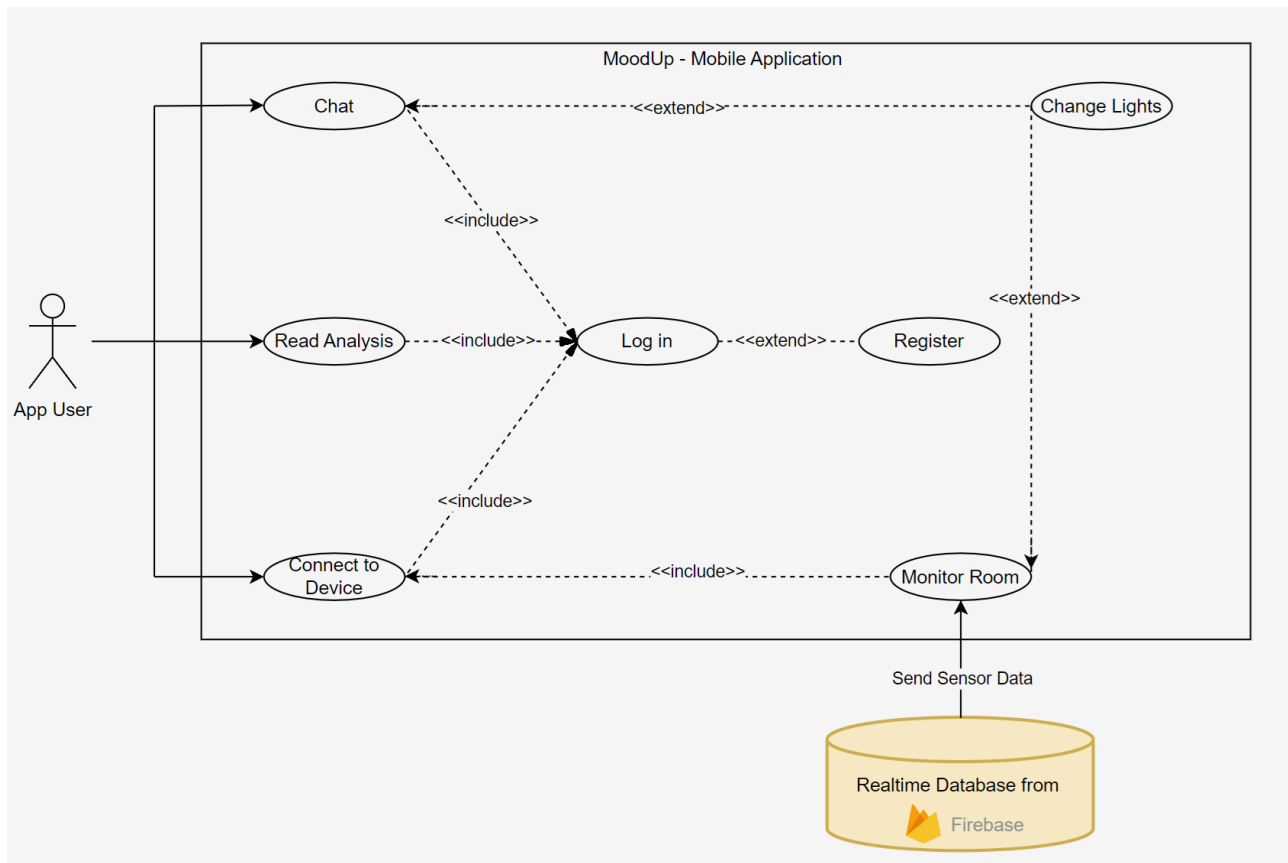 MoodUp - Mobile Application
Chat
<<extend>>
Change Lights
<<include>>
<<extend>>
App User
Read Analysis
<<include>>
Log in
<<extend>>
Register
<<include>>
Connect to
Device
<<include>>
Monitor Room
Send Sensor Data
Realtime Database from
Firebase